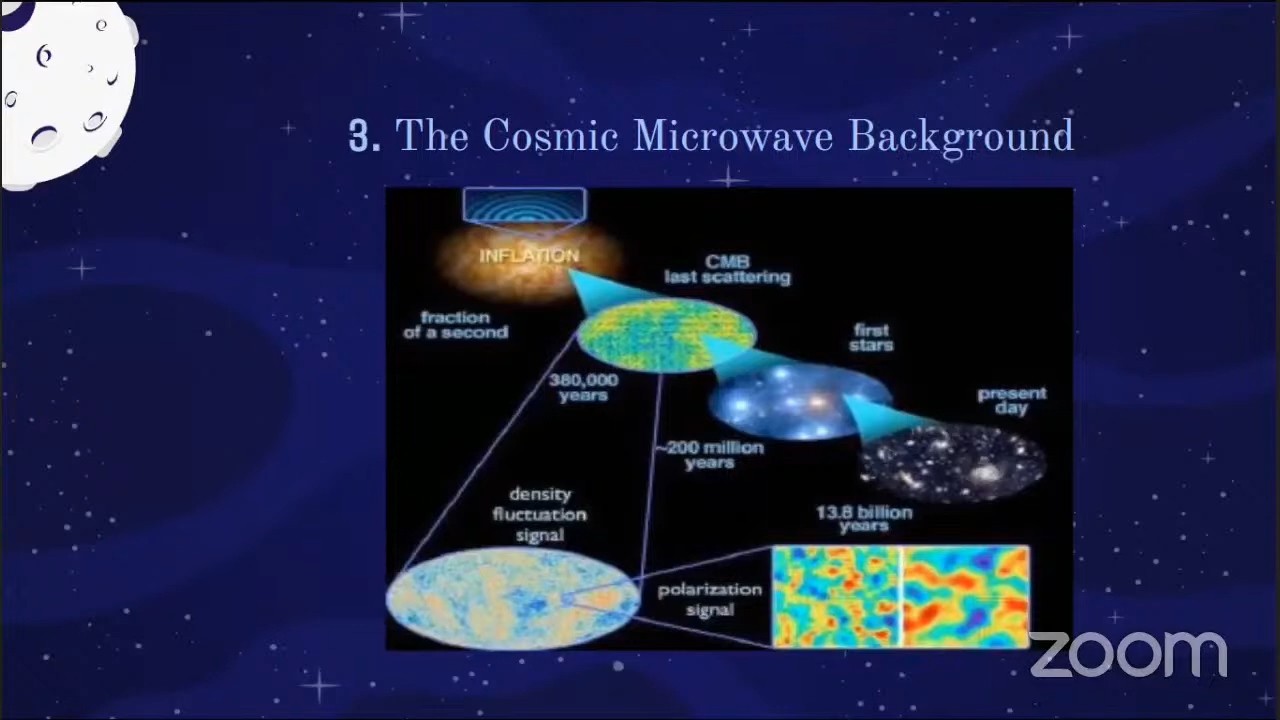 3. The Cosmic Microwave Background
INFLATION
CMB
last scattering
fraction
of a second
first
stars
380,000
years
present
day
~200 million
years
density
fluctuation
signal
13.8 billion
years
polarization
signal
zoom